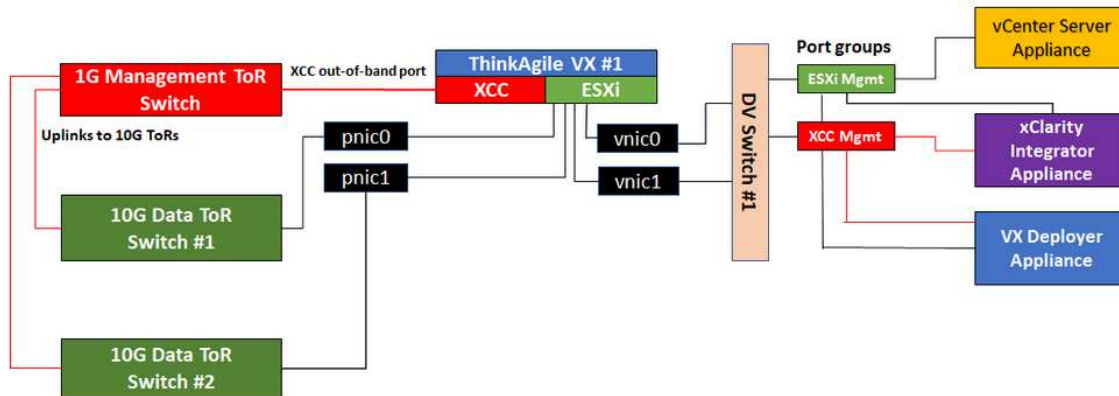 1G Management ToR
Switch
XCC out-of-band port
ThinkAgile VX #1
XCC
ESXi
Uplinks to 10G ToRs
pnic0
pnic1
vnic0
vnic1
10G Data ToR
Switch #1
10G Data ToR
Switch #2
DV Switch #1
Port groups
ESXi Mgmt
XCC Mgmt
vCenter Server
Appliance
xClarity
Integrator
Appliance
VX Deployer
Appliance